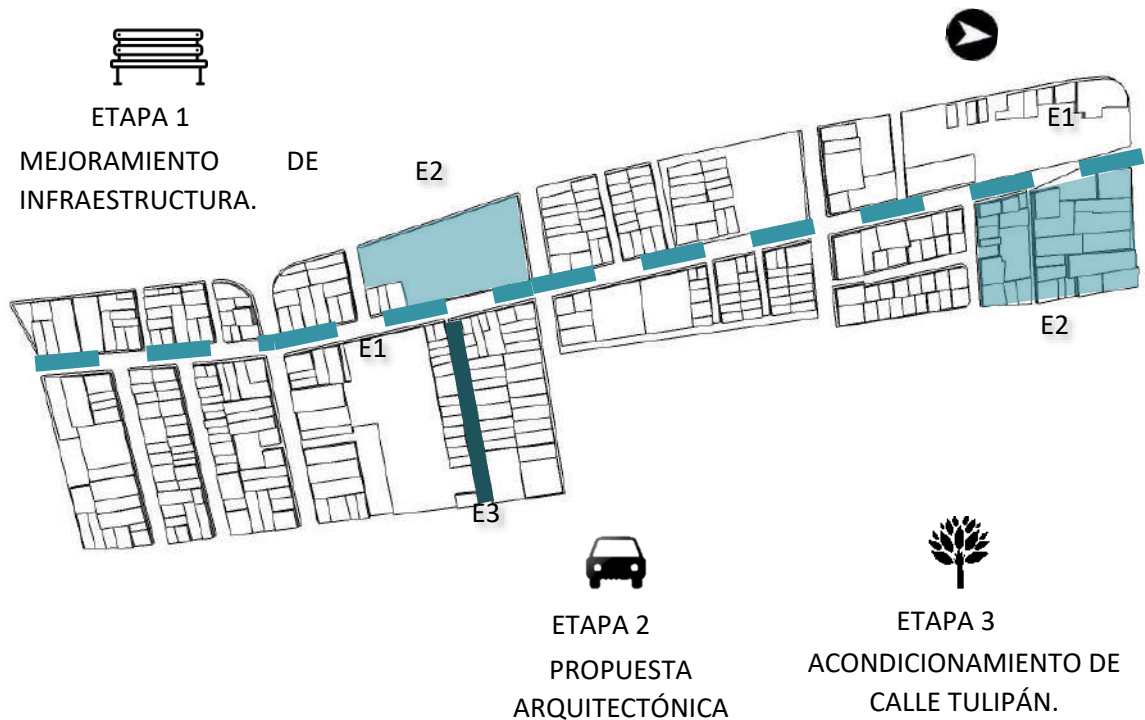 ETAPA 1
MEJORAMIENTO DE
INFRAESTRUCTURA.
E2
E1
E1
E2
E3
ETAPA 2
PROPUESTA
ARQUITECTÓNICA
ETAPA 3
ACONDICIONAMIENTO DE
CALLE TULIPÁN.